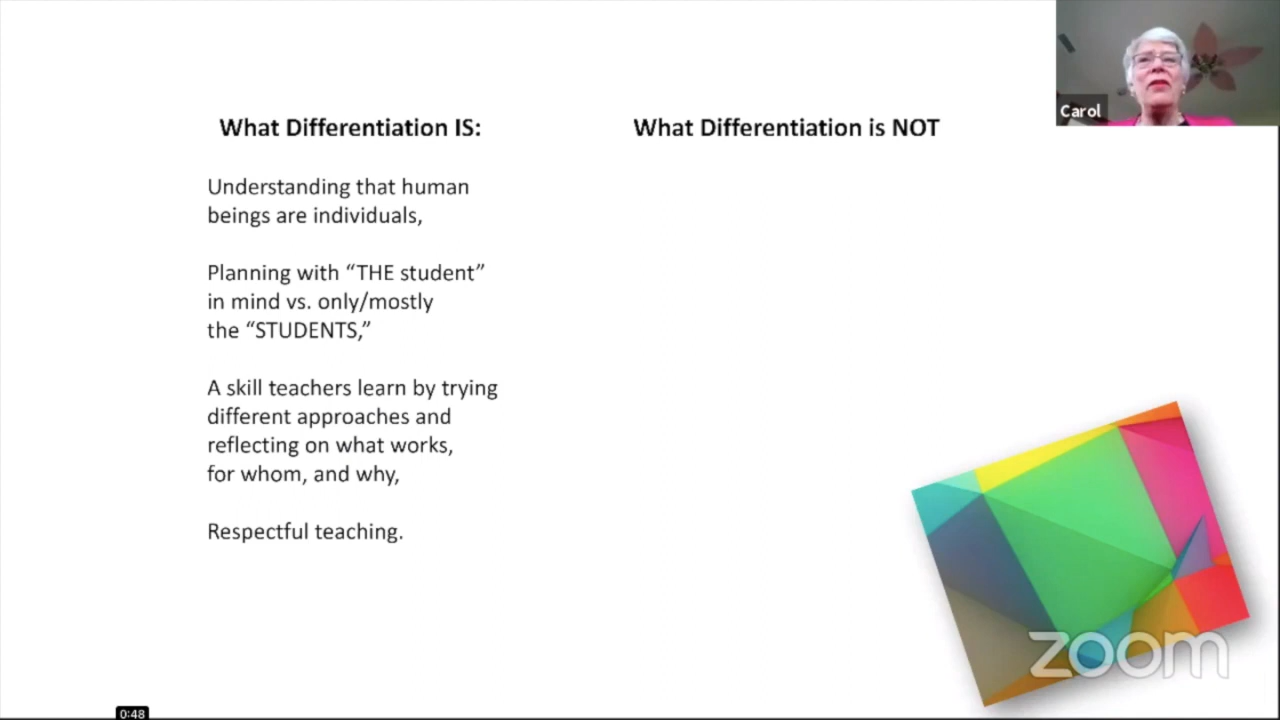 Carol
What Differentiation IS:
What Differentiation is NOT
Understanding that human
beings are individuals,
Planning with “THE student”
in mind vs. only/mostly
the “STUDENTS,”
A skill teachers learn by trying
different approaches and
reflecting on what works,
for whom, and why,
Respectful teaching.
zoom
0:48